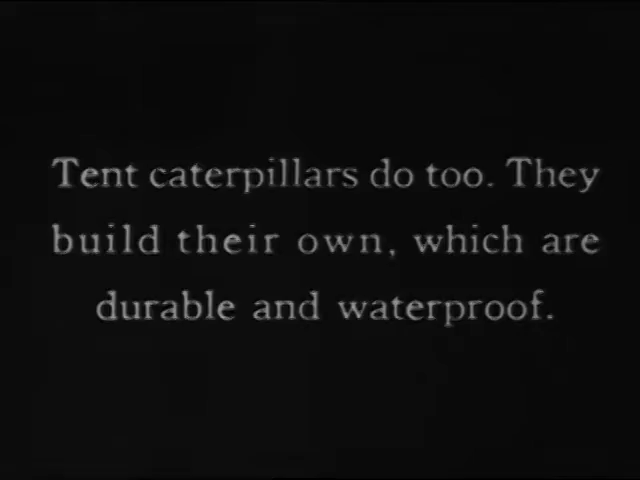 Tent caterpillars do too. They
build their own, which are
durable and waterproof.